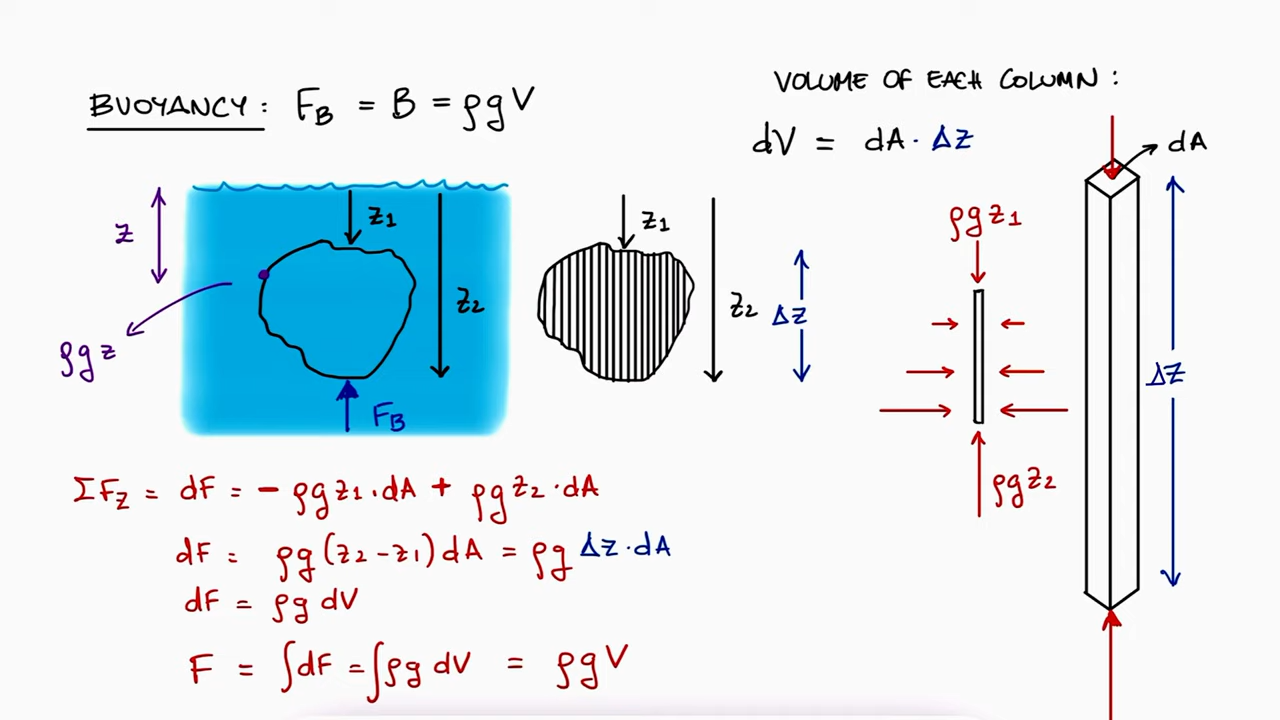 BUOYANCY: F_B = B = ρgV
VOLUME OF EACH COLUMN:
dV = dA · Δz
dA
z
z₁
z₂
ρgz
F_B
z₁
z₂
Δz
ρgz₁
ρgz₂
Δz
ΣF_z = dF = - ρgz₁·dA + ρgz₂·dA
dF = ρg(z₂-z₁)dA = ρg Δz·dA
dF = ρg dV
F = ∫dF = ∫ρg dV = ρgV